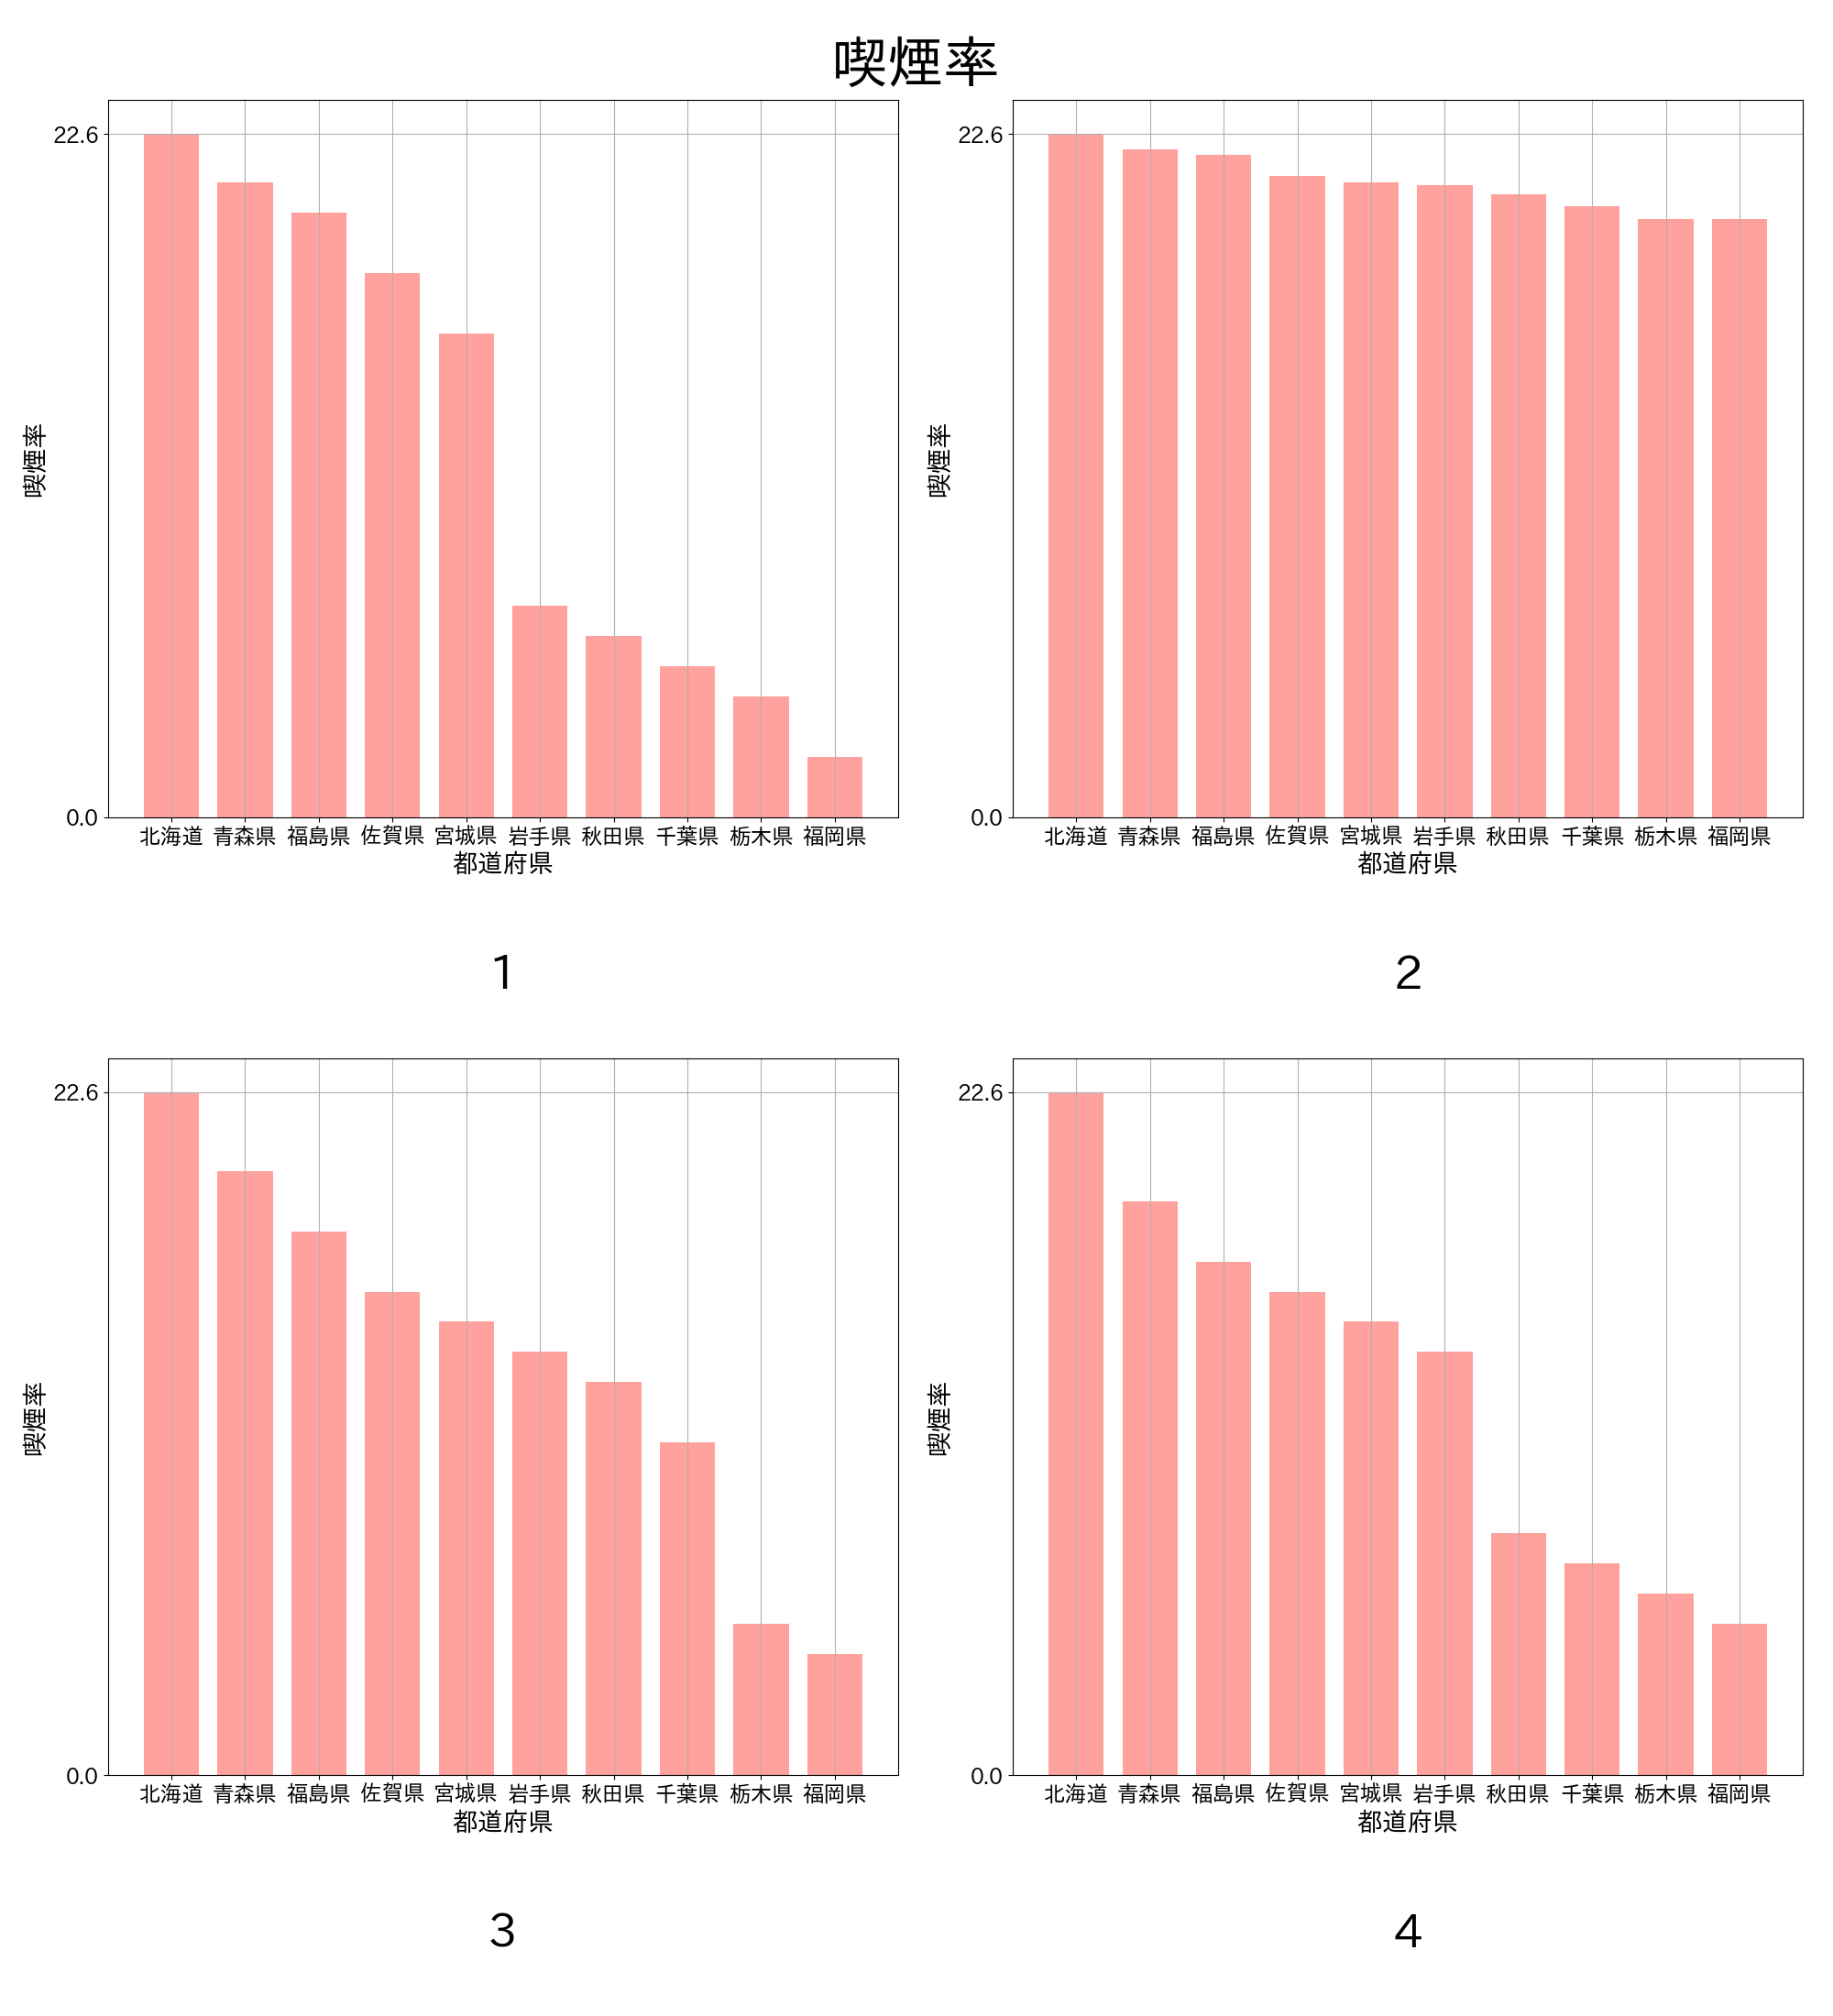 喫煙率
22.6
0.0
喫煙率
北海道 青森県 福島県 佐賀県 宮城県 岩手県 秋田県 千葉県 栃木県 福岡県
都道府県
1
22.6
0.0
喫煙率
北海道 青森県 福島県 佐賀県 宮城県 岩手県 秋田県 千葉県 栃木県 福岡県
都道府県
2
22.6
0.0
喫煙率
北海道 青森県 福島県 佐賀県 宮城県 岩手県 秋田県 千葉県 栃木県 福岡県
都道府県
3
22.6
0.0
喫煙率
北海道 青森県 福島県 佐賀県 宮城県 岩手県 秋田県 千葉県 栃木県 福岡県
都道府県
4